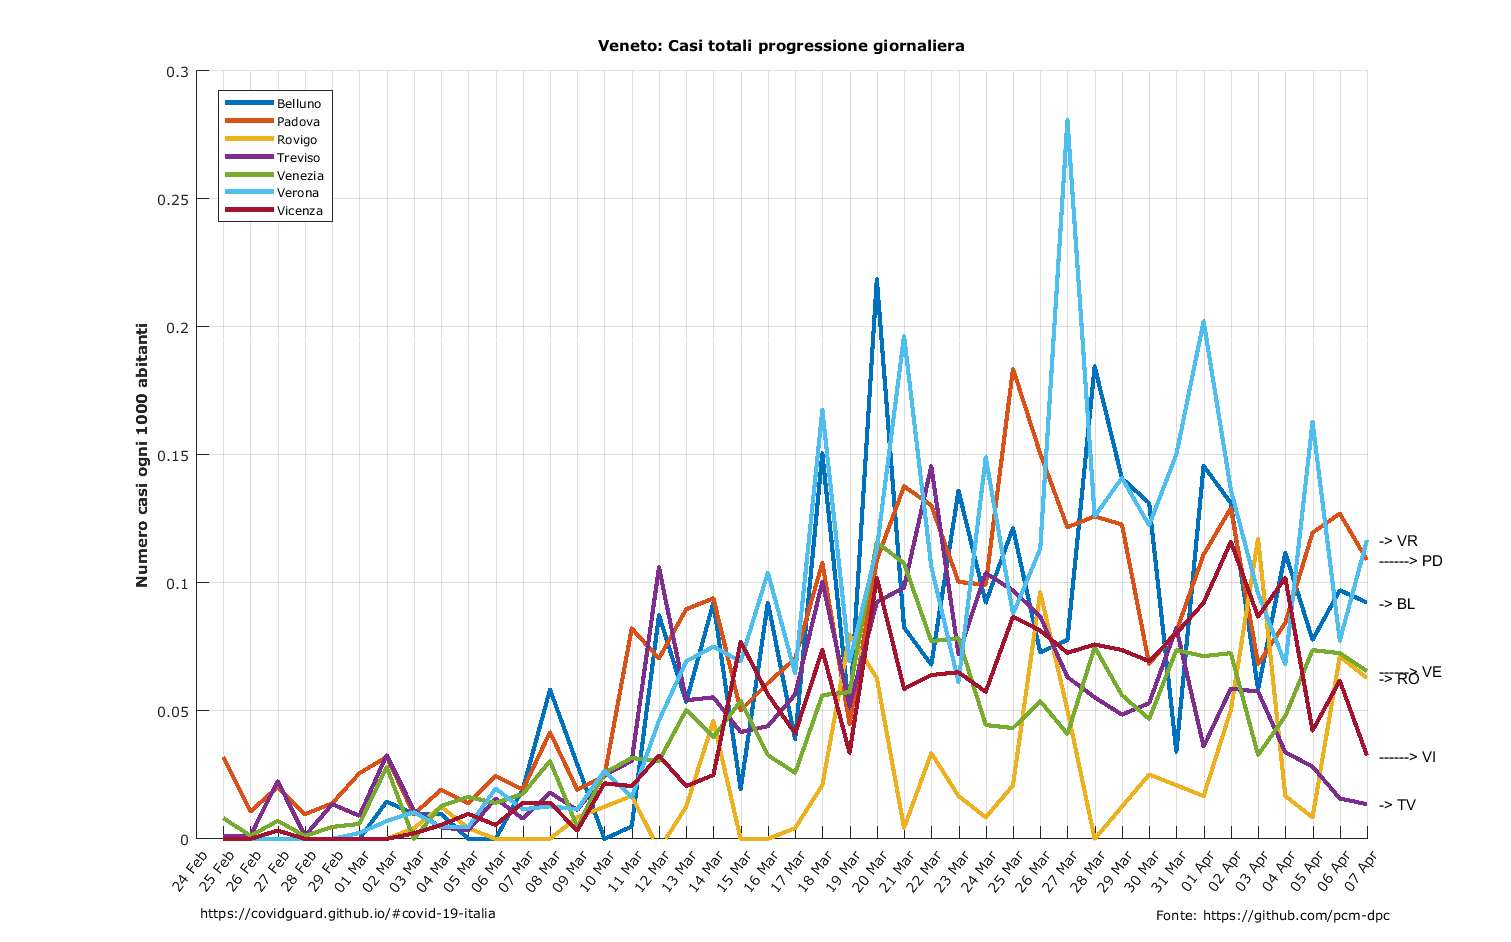 Veneto: Casi totali progressione giornaliera
Numero casi ogni 1000 abitanti
0.3
0.25
0.2
0.15
0.1
0.05
0
Belluno
Padova
Rovigo
Treviso
Venezia
Verona
Vicenza
-> VR
------> PD
-> BL
------> VE
-> RO
------> VI
-> TV
24 Feb
25 Feb
26 Feb
27 Feb
28 Feb
29 Feb
01 Mar
02 Mar
03 Mar
04 Mar
05 Mar
06 Mar
07 Mar
08 Mar
09 Mar
10 Mar
11 Mar
12 Mar
13 Mar
14 Mar
15 Mar
16 Mar
17 Mar
18 Mar
19 Mar
20 Mar
21 Mar
22 Mar
23 Mar
24 Mar
25 Mar
26 Mar
27 Mar
28 Mar
29 Mar
30 Mar
31 Mar
01 Apr
02 Apr
03 Apr
04 Apr
05 Apr
06 Apr
07 Apr
https://covidguard.github.io/#covid-19-italia
Fonte: https://github.com/pcm-dpc